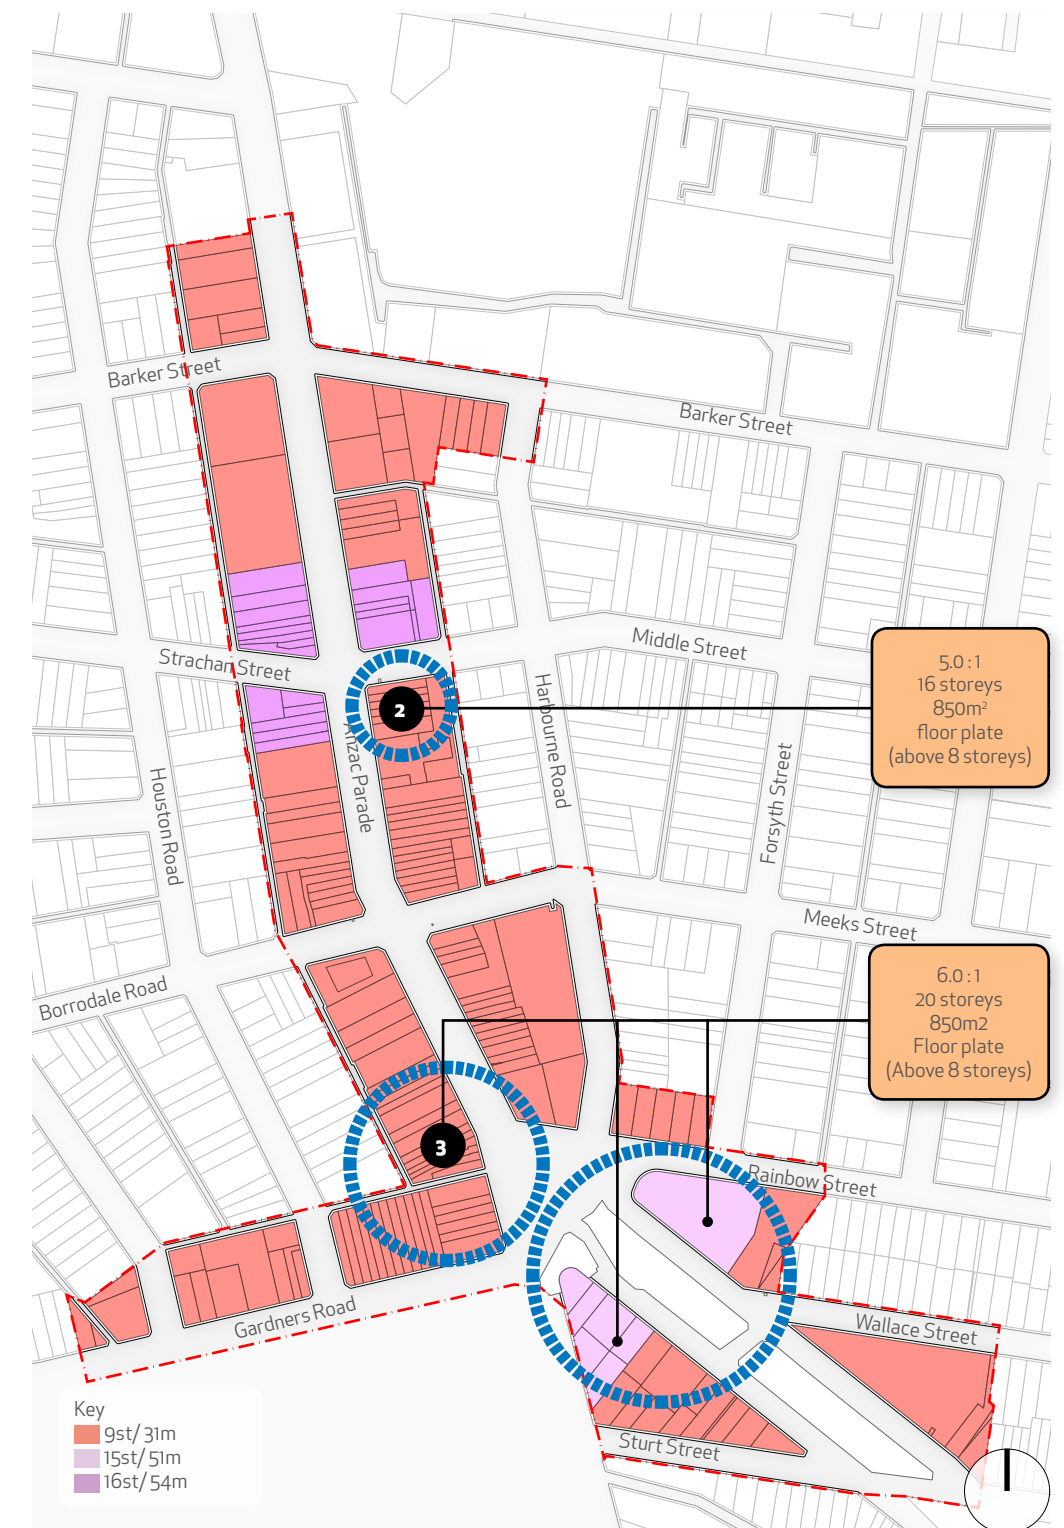 Barker Street
Barker Street
Middle Street
Strachan Street
5.0 : 1
16 storeys
850m²
floor plate
(above 8 storeys)
2
Harbourne Road
Anzac Parade
Forsyth Street
Houston Road
Meeks Street
6.0 : 1
20 storeys
850m2
Floor plate
(Above 8 storeys)
Borrodale Road
3
Rainbow Street
Gardners Road
Wallace Street
Sturt Street
Key
9st/ 31m
15st/ 51m
16st/ 54m